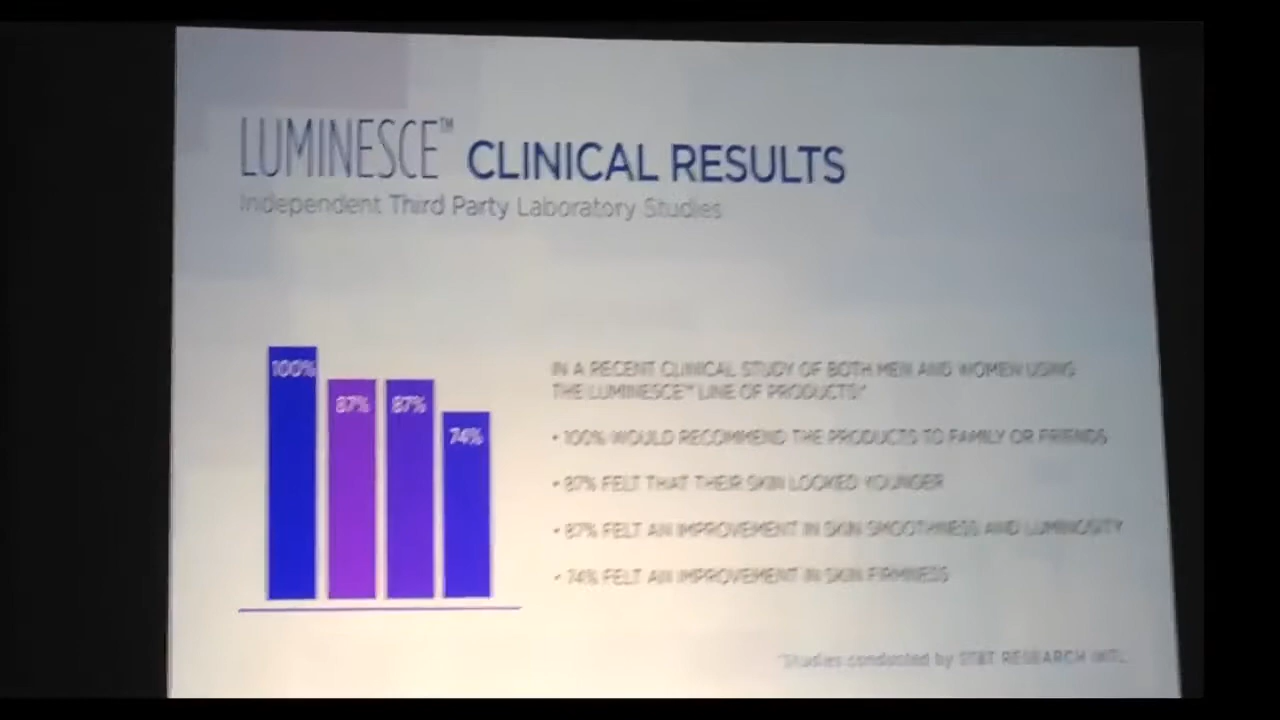 LUMINESCE™ CLINICAL RESULTS
Independent Third Party Laboratory Studies
100%
87%
87%
74%
IN A RECENT CLINICAL STUDY OF BOTH MEN AND WOMEN USING
THE LUMINESCE™ LINE OF PRODUCTS*
• 100% WOULD RECOMMEND THE PRODUCTS TO FAMILY OR FRIENDS
• 87% FELT THAT THEIR SKIN LOOKED YOUNGER
• 87% FELT AN IMPROVEMENT IN SKIN SMOOTHNESS AND LUMINOSITY
• 74% FELT AN IMPROVEMENT IN SKIN FIRMNESS
*Studies conducted by RESEARCH